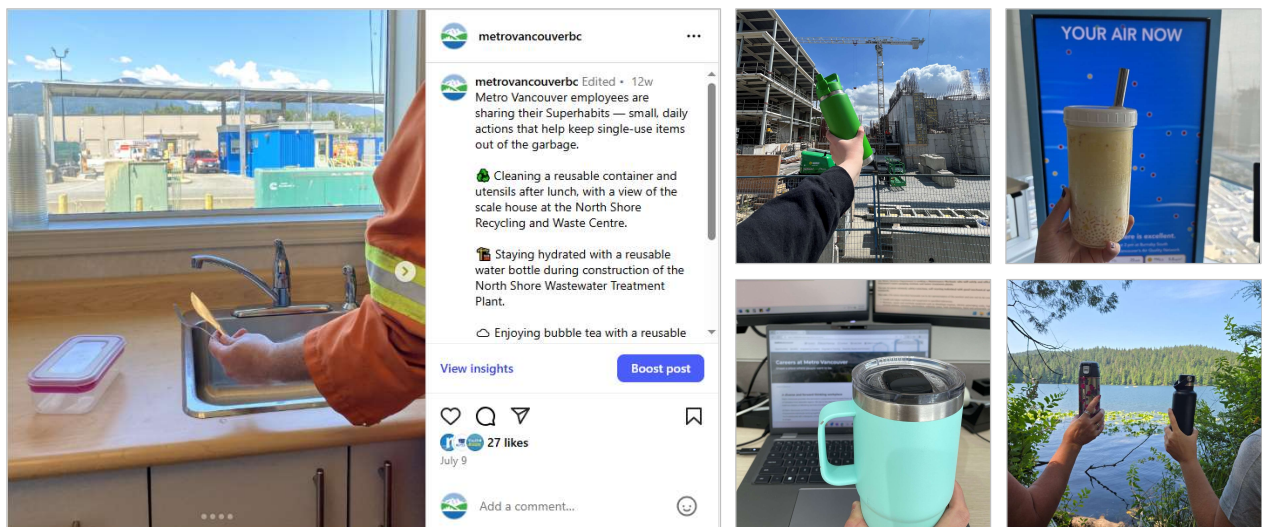 metrovancouverbc
metrovancouverbc Edited • 12w
Metro Vancouver employees are
sharing their Superhabits — small, daily
actions that help keep single-use items
out of the garbage.
Cleaning a reusable container and
utensils after lunch, with a view of the
scale house at the North Shore
Recycling and Waste Centre.
Staying hydrated with a reusable
water bottle during construction of the
North Shore Wastewater Treatment
Plant.
Enjoying bubble tea with a reusable
View insights
Boost post
27 likes
July 9
Add a comment...
YOUR AIR NOW
is excellent.
Careers at Metro Vancouver